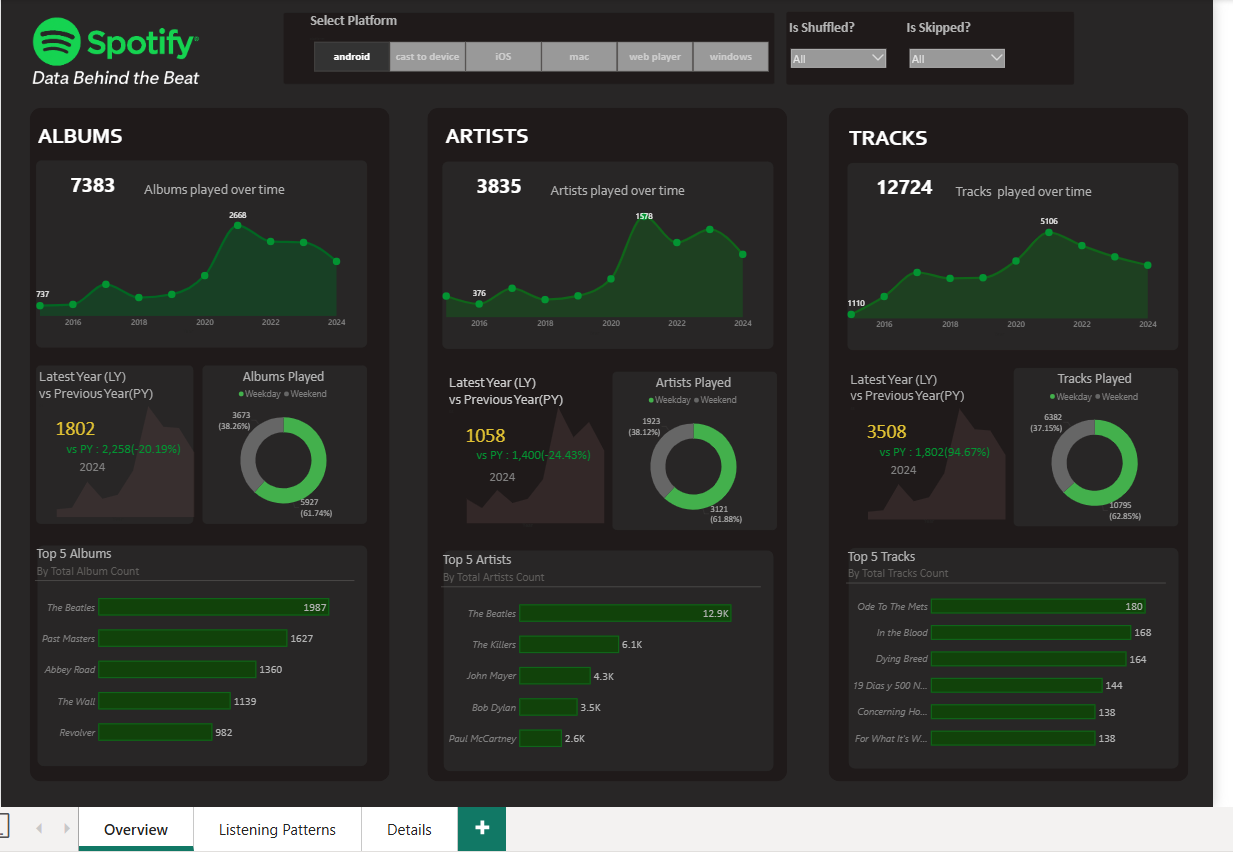 Spotify
Data Behind the Beat
Select Platform
android
cast to device
iOS
mac
web player
windows
Is Shuffled?
All
Is Skipped?
All
ALBUMS
7383
Albums played over time
2668
737
2016
2018
2020
2022
2024
Latest Year (LY)
vs Previous Year(PY)
1802
vs PY : 2,258(-20.19%)
2024
Albums Played
Weekday
Weekend
3673
(38.26%)
5927
(61.74%)
Top 5 Albums
By Total Album Count
The Beatles
1987
Past Masters
1627
Abbey Road
1360
The Wall
1139
Revolver
982
ARTISTS
3835
Artists played over time
1578
376
2016
2018
2020
2022
2024
Latest Year (LY)
vs Previous Year(PY)
1058
vs PY : 1,400(-24.43%)
2024
Artists Played
Weekday
Weekend
1923
(38.12%)
3121
(61.88%)
Top 5 Artists
By Total Artists Count
The Beatles
12.9K
The Killers
6.1K
John Mayer
4.3K
Bob Dylan
3.5K
Paul McCartney
2.6K
TRACKS
12724
Tracks played over time
5106
1110
2016
2018
2020
2022
2024
Latest Year (LY)
vs Previous Year(PY)
3508
vs PY : 1,802(94.67%)
2024
Tracks Played
Weekday
Weekend
6382
(37.15%)
10795
(62.85%)
Top 5 Tracks
By Total Tracks Count
Ode To The Mets
180
In the Blood
168
Dying Breed
164
19 Dias y 500 N...
144
Concerning Ho...
138
For What It's W...
138
Overview
Listening Patterns
Details